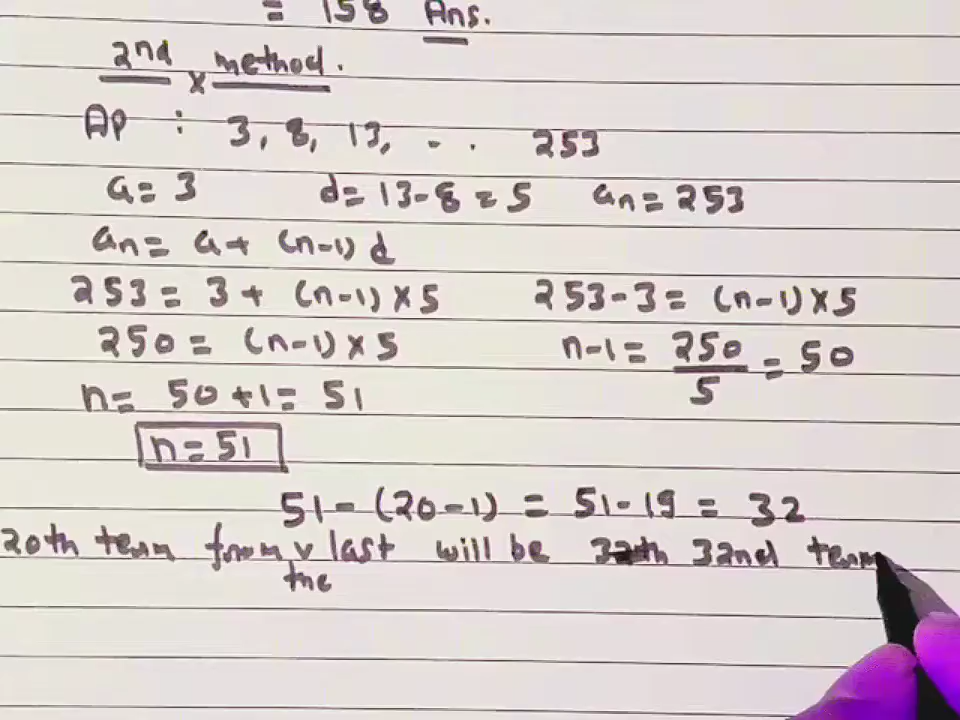 = 158 Ans.
2nd x method.
AP : 3, 8, 13, - . 253
a = 3 d = 13 - 8 = 5 an = 253
an = a + (n-1) d
253 = 3 + (n-1) x 5 253 - 3 = (n-1) x 5
250 = (n-1) x 5 n-1 = 250/5 = 50
n = 50 + 1 = 51
n = 51
51 - (20 - 1) = 51 - 19 = 32
20th term from the last will be 32nd term